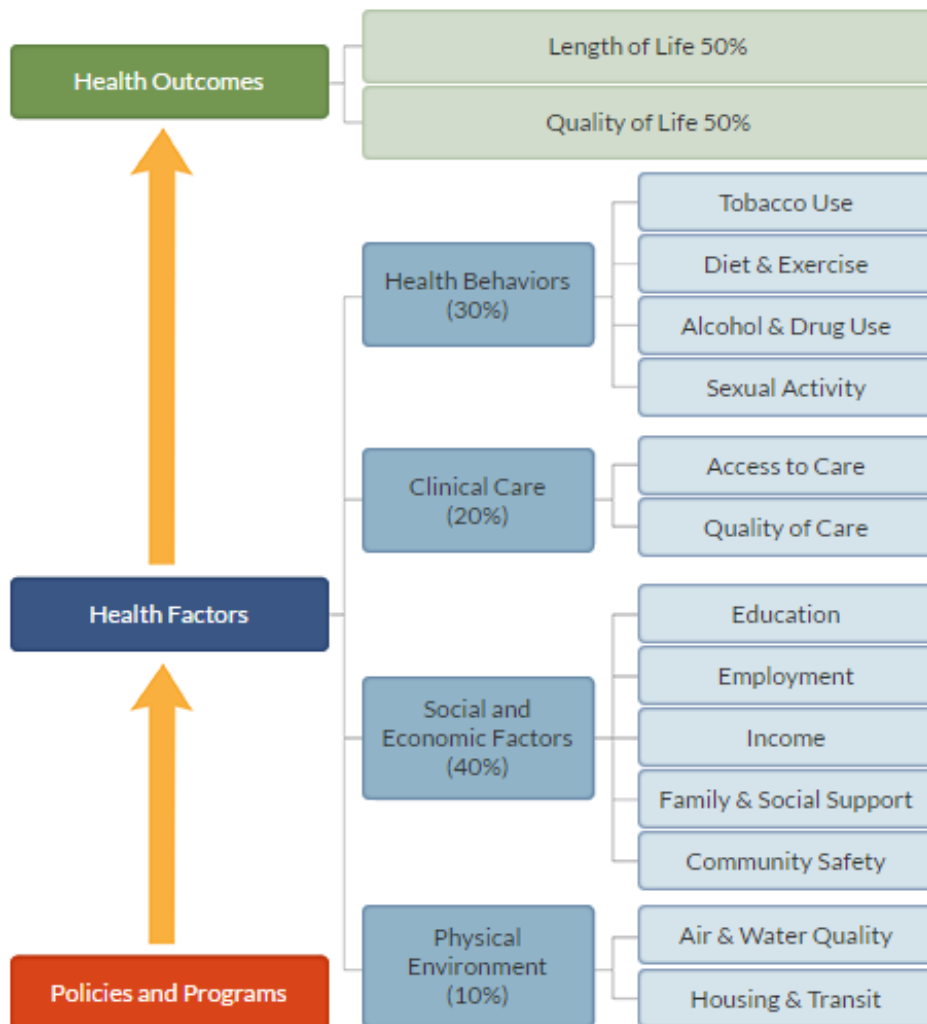 Health Outcomes
Length of Life 50%
Quality of Life 50%
Health Factors
Health Behaviors
(30%)
Tobacco Use
Diet & Exercise
Alcohol & Drug Use
Sexual Activity
Clinical Care
(20%)
Access to Care
Quality of Care
Social and
Economic Factors
(40%)
Education
Employment
Income
Family & Social Support
Community Safety
Physical
Environment
(10%)
Air & Water Quality
Housing & Transit
Policies and Programs